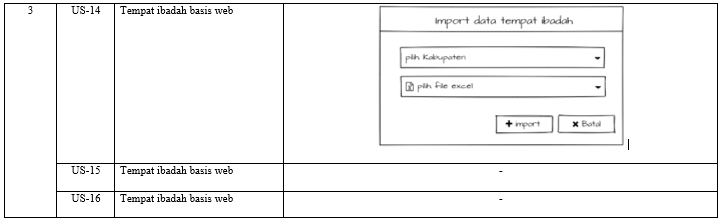 3 US-14 Tempat ibadah basis web
Import data tempat ibadah
pilih Kabupaten
pilih file excel
+ import × Batal
US-15 Tempat ibadah basis web -
US-16 Tempat ibadah basis web -